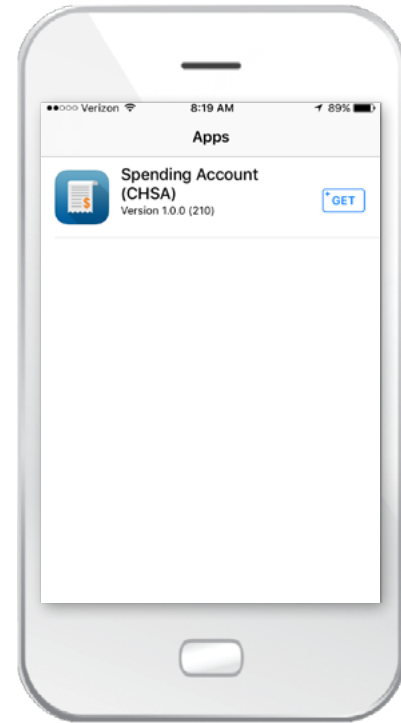 Verizon 8:19 AM 89%
Apps
Spending Account
(CHSA)
Version 1.0.0 (210)
+GET
$